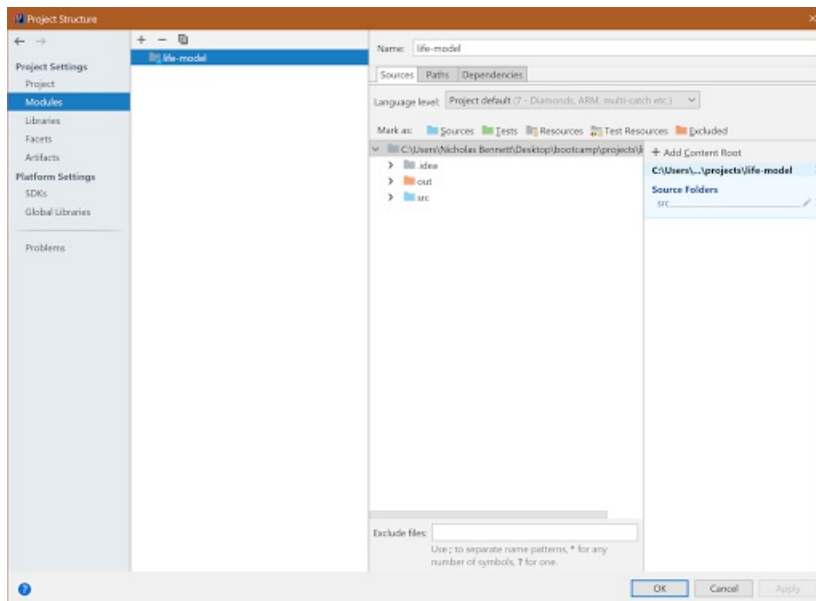 Project Structure
Project Settings
Project
Modules
Libraries
Facets
Artifacts
Platform Settings
SDKs
Global Libraries
Problems
life-model
Name: life-model
Sources Paths Dependencies
Language level: Project default (7 - Diamonds, ARM, multi-catch etc.)
Mark as: Sources Tests Resources Test Resources Excluded
C:\Users\Nicholas Bennett\Desktop\bootcamp\projects\
.idea
out
src
+ Add Content Root
C:\Users\...\projects\life-model
Source Folders
src
Exclude files:
Use ; to separate name patterns, * for any
number of symbols, ? for one.
OK Cancel Apply